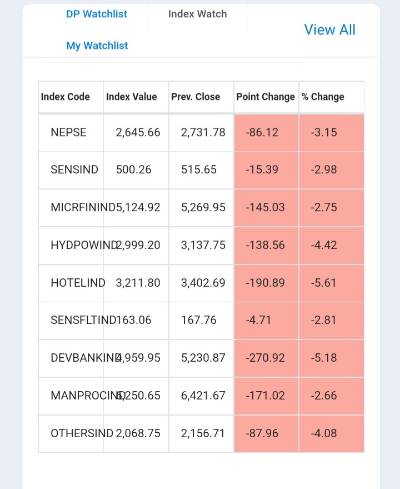 DP Watchlist Index Watch
View All
My Watchlist
Index Code Index Value Prev. Close Point Change % Change
NEPSE 2,645.66 2,731.78 -86.12 -3.15
SENSIND 500.26 515.65 -15.39 -2.98
MICRFININD 5,124.92 5,269.95 -145.03 -2.75
HYDPOWIND 2,999.20 3,137.75 -138.56 -4.42
HOTELIND 3,211.80 3,402.69 -190.89 -5.61
SENSFLTIND 163.06 167.76 -4.71 -2.81
DEVBANKIND 4,959.95 5,230.87 -270.92 -5.18
MANPROCIND 6,250.65 6,421.67 -171.02 -2.66
OTHERSIND 2,068.75 2,156.71 -87.96 -4.08